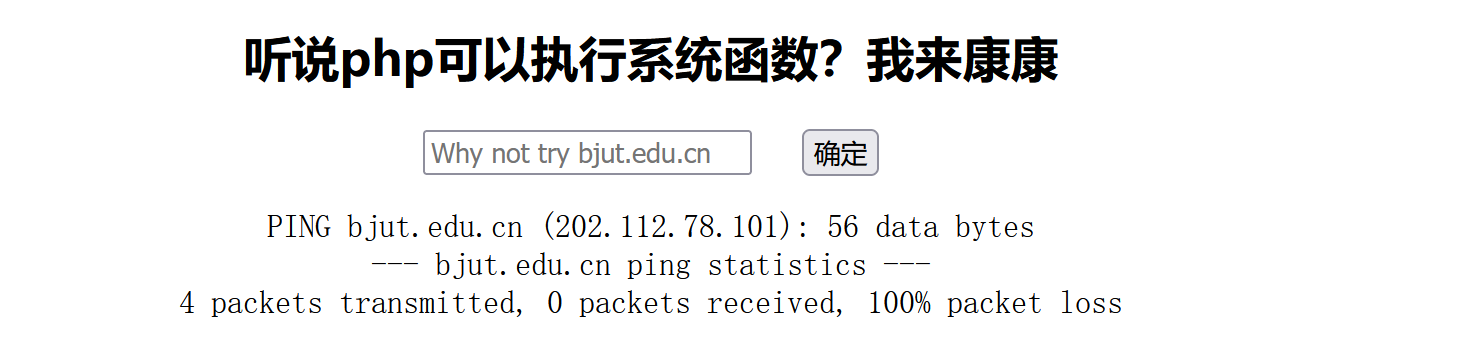 听说php可以执行系统函数？我来康康
Why not try bjut.edu.cn
确定
PING bjut.edu.cn (202.112.78.101): 56 data bytes
--- bjut.edu.cn ping statistics ---
4 packets transmitted, 0 packets received, 100% packet loss